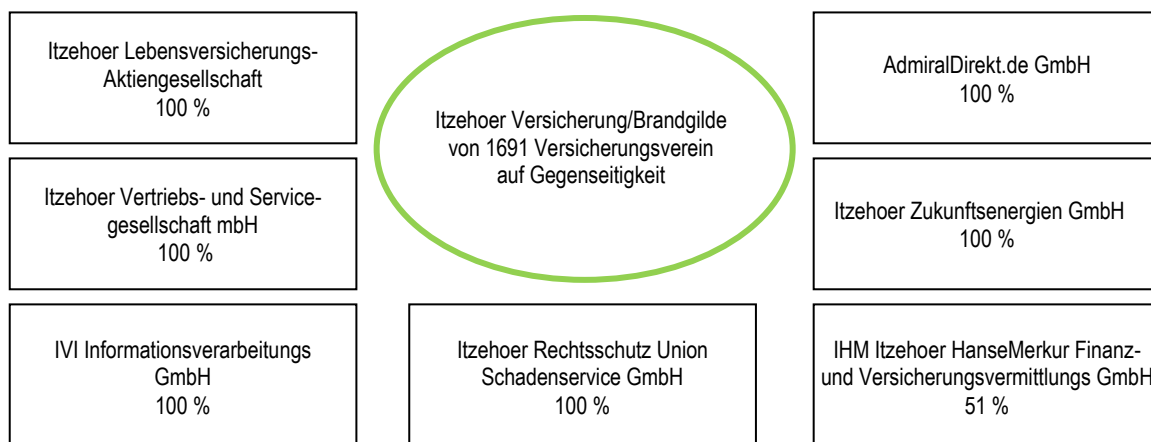 Itzehoer Lebensversicherungs-
Aktiengesellschaft
100 %
Itzehoer Versicherung/Brandgilde
von 1691 Versicherungsverein
auf Gegenseitigkeit
AdmiralDirekt.de GmbH
100 %
Itzehoer Vertriebs- und Service-
gesellschaft mbH
100 %
Itzehoer Zukunftsenergien GmbH
100 %
IVI Informationsverarbeitungs
GmbH
100 %
Itzehoer Rechtsschutz Union
Schadenservice GmbH
100 %
IHM Itzehoer HanseMerkur Finanz-
und Versicherungsvermittlungs GmbH
51 %